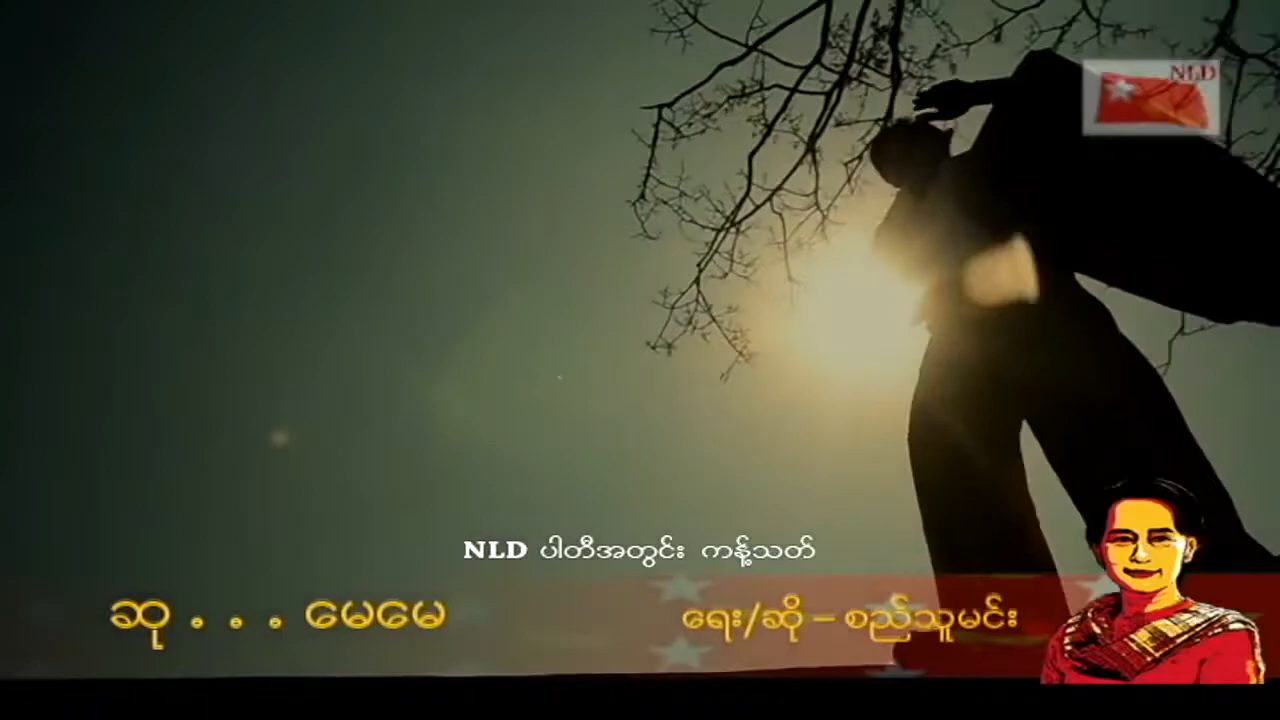 NLD
NLD ပါတီအတွင်း ကန့်သတ်
ဆု . . . မေမေ
ရေး/ဆို – စည်သူမင်း